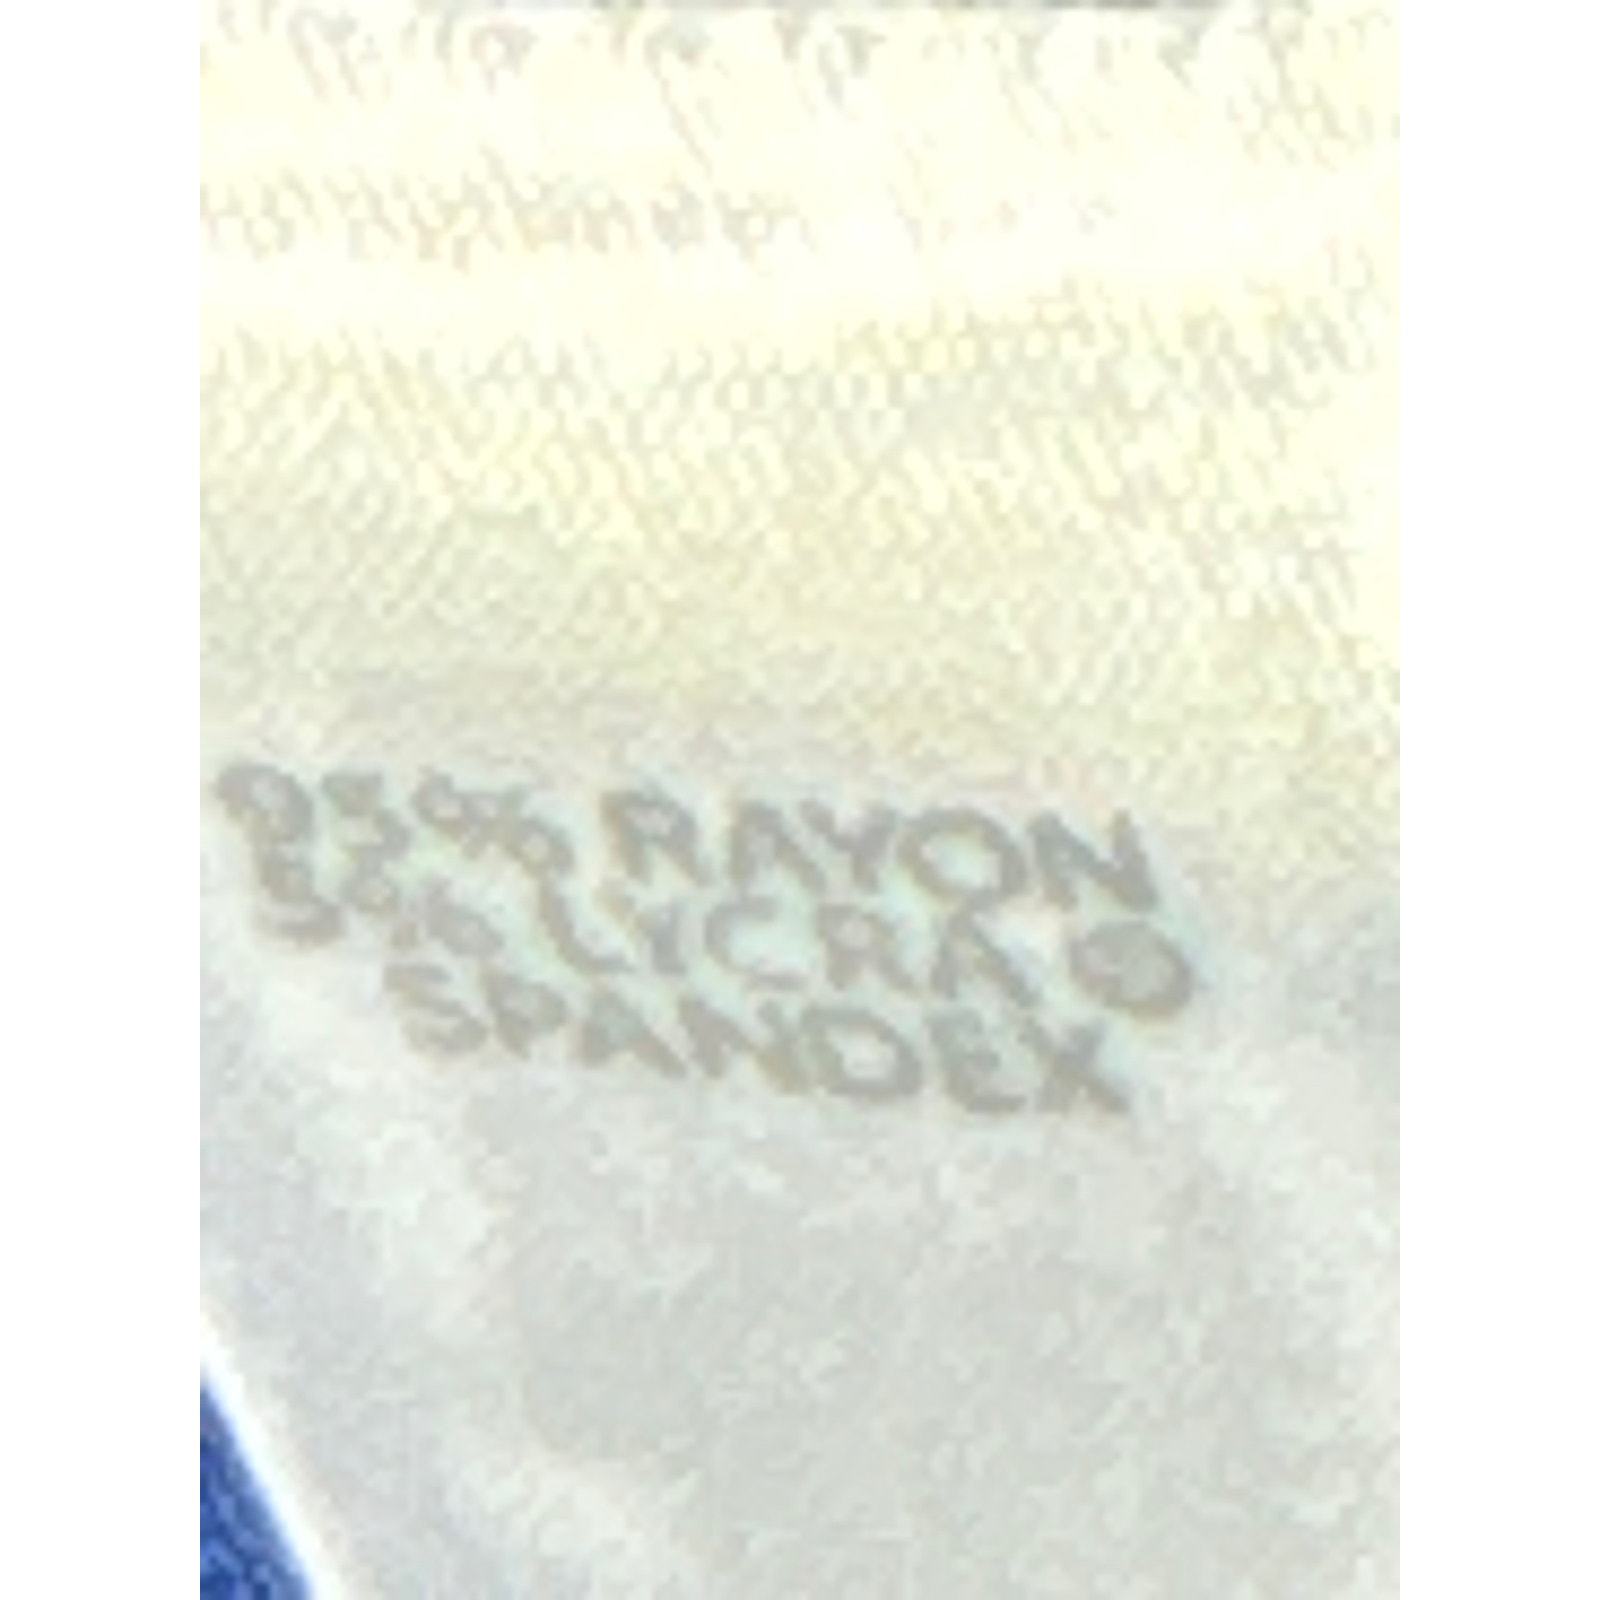 95% RAYON
5% LYCRA ®
SPANDEX